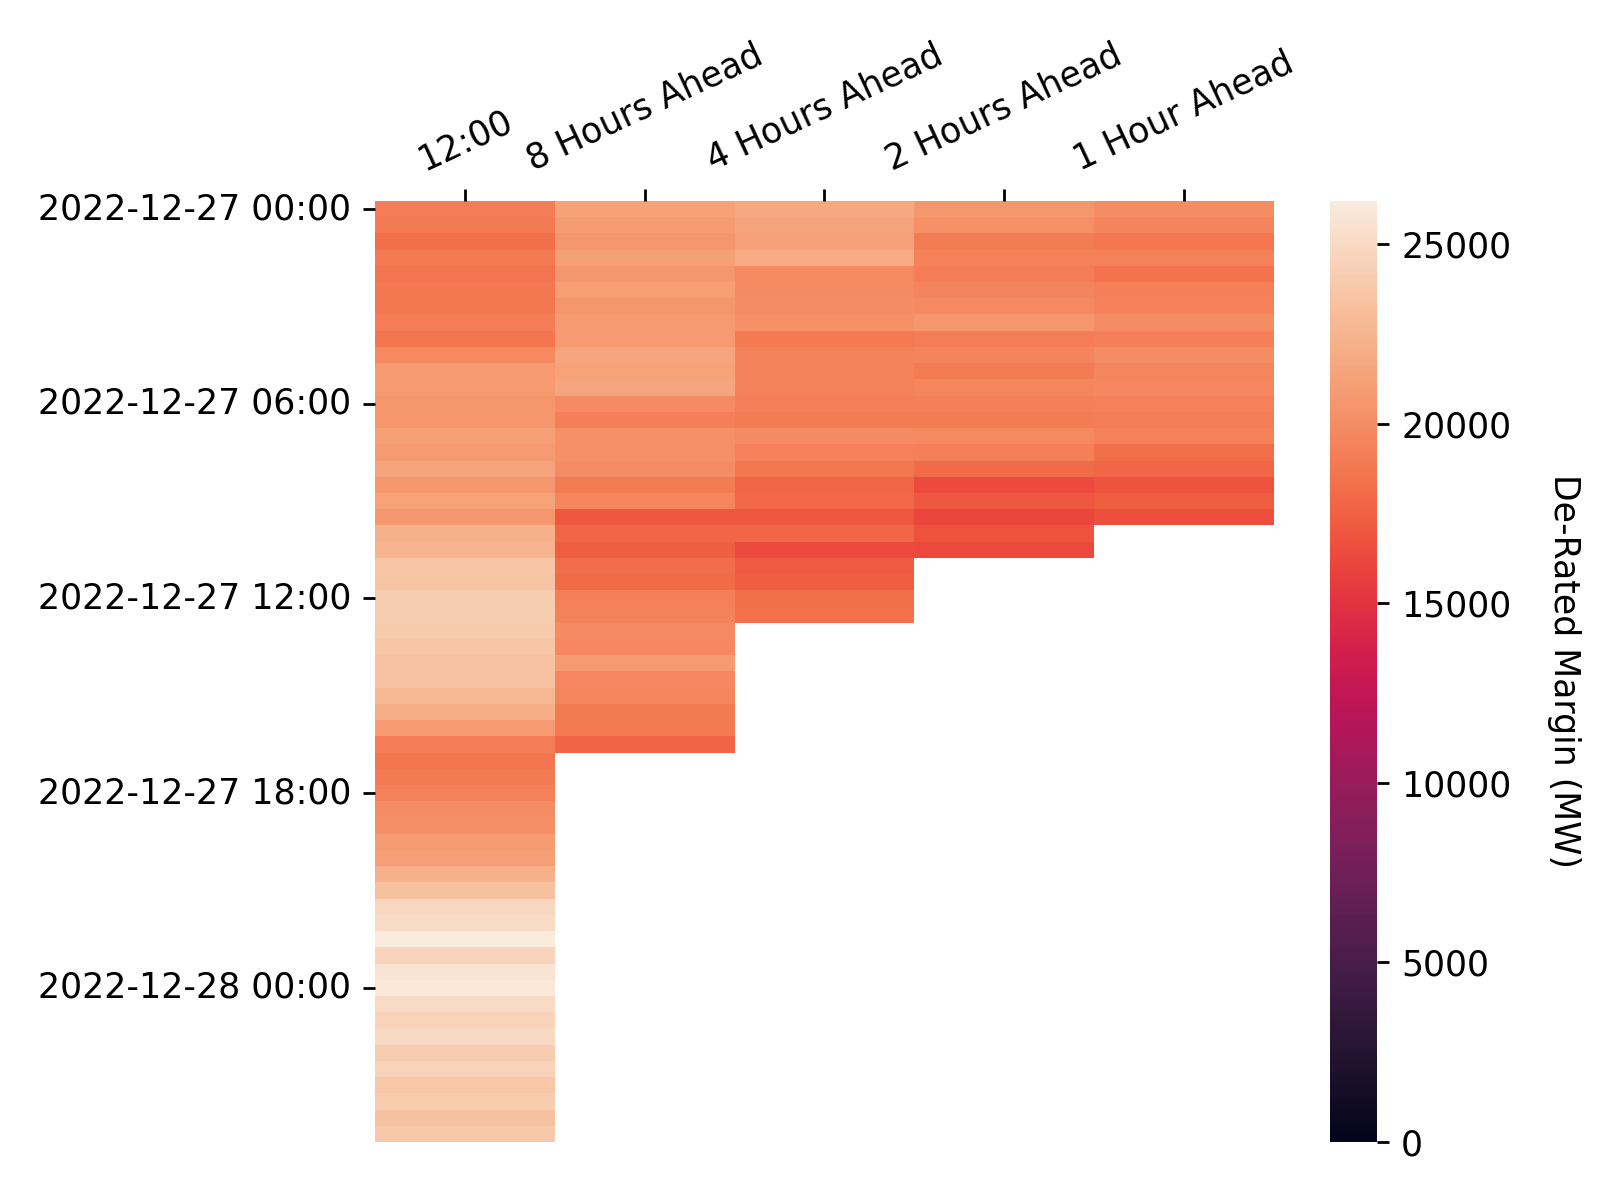 12:00
8 Hours Ahead
4 Hours Ahead
2 Hours Ahead
1 Hour Ahead
2022-12-27 00:00
2022-12-27 06:00
2022-12-27 12:00
2022-12-27 18:00
2022-12-28 00:00
25000
20000
15000
10000
5000
0
De-Rated Margin (MW)